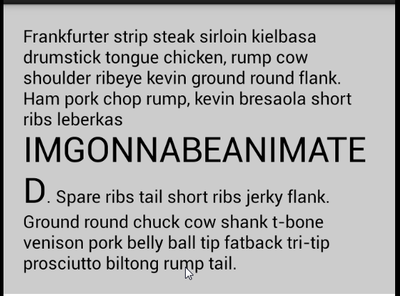 Frankfurter strip steak sirloin kielbasa
drumstick tongue chicken, rump cow
shoulder ribeye kevin ground round flank.
Ham pork chop rump, kevin bresaola short
ribs leberkas
IMGONNABEANIMATE
D. Spare ribs tail short ribs jerky flank.
Ground round chuck cow shank t-bone
venison pork belly ball tip fatback tri-tip
prosciutto biltong rump tail.